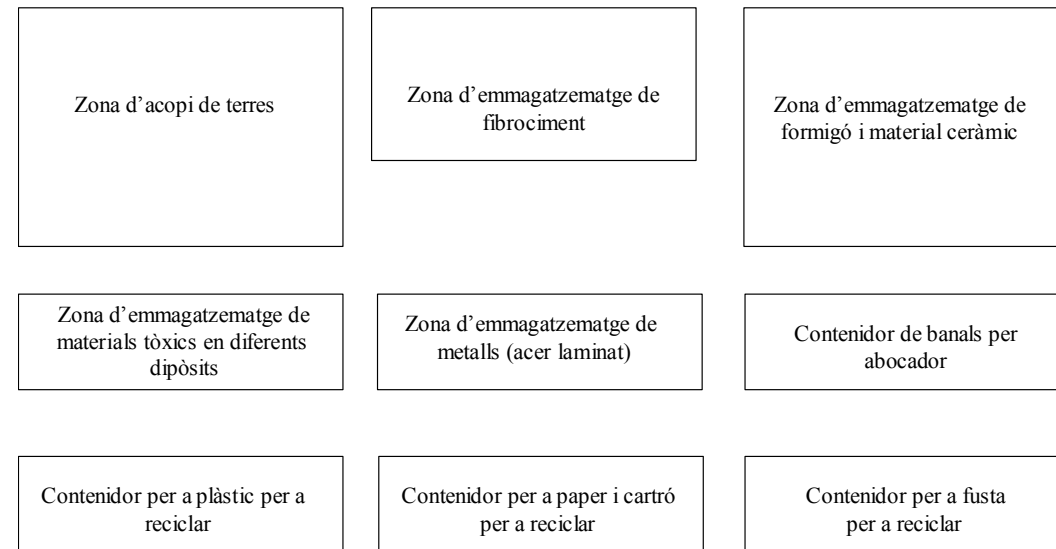 Zona d’acopi de terres
Zona d’emmagatzematge de
fibrociment
Zona d’emmagatzematge de
formigó i material ceràmic
Zona d’emmagatzematge de
materials tòxics en diferents
dipòsits
Zona d’emmagatzematge de
metalls (acer laminat)
Contenidor de banals per
abocador
Contenidor per a plàstic per a
reciclar
Contenidor per a paper i cartró
per a reciclar
Contenidor per a fusta
per a reciclar